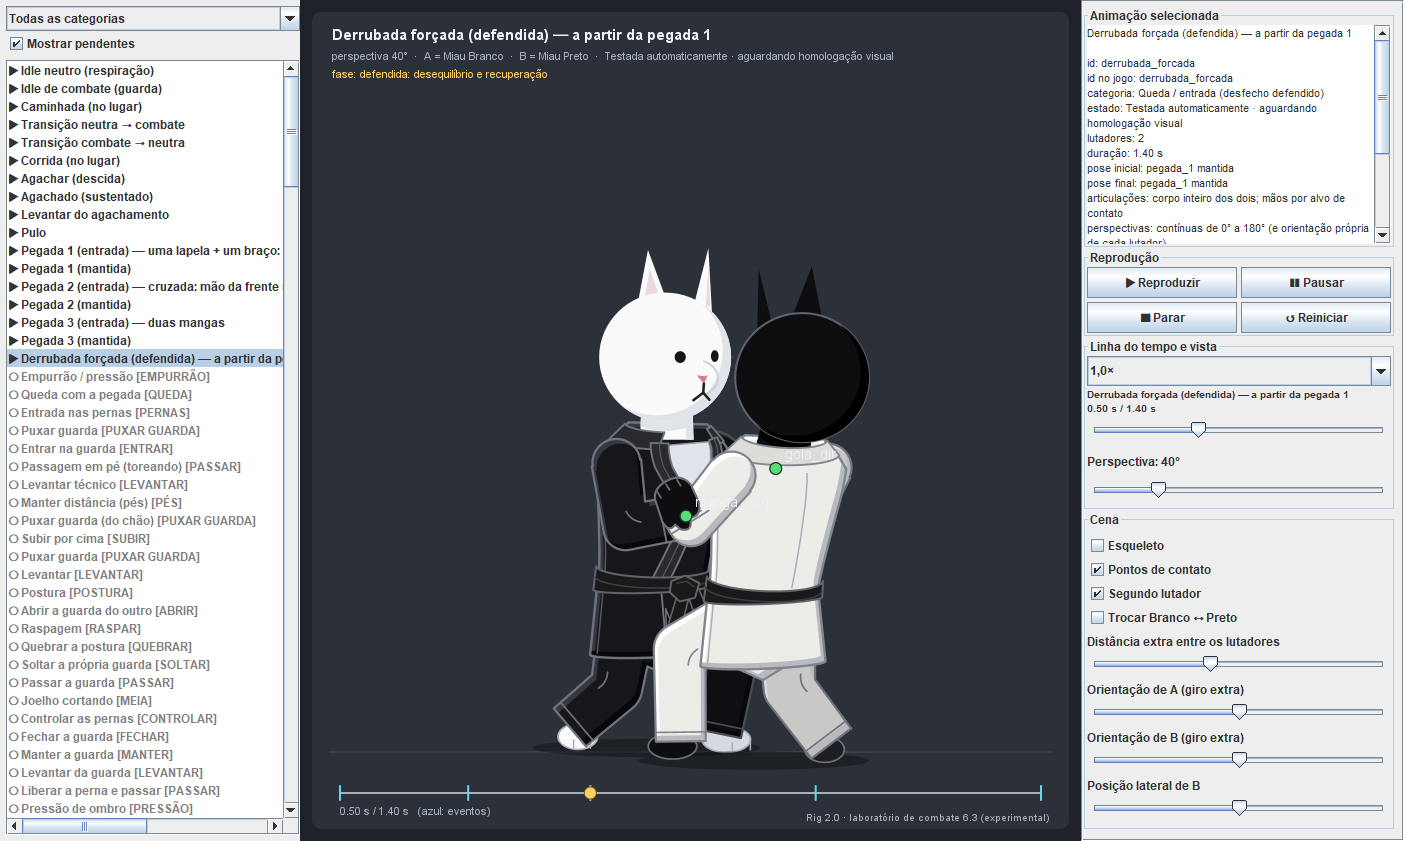 Todas as categorias
Mostrar pendentes
Idle neutro (respiração)
Idle de combate (guarda)
Caminhada (no lugar)
Transição neutra → combate
Transição combate → neutra
Corrida (no lugar)
Agachar (descida)
Agachado (sustentado)
Levantar do agachamento
Pulo
Pegada 1 (entrada) — uma lapela + um braço:
Pegada 1 (mantida)
Pegada 2 (entrada) — cruzada: mão da frente
Pegada 2 (mantida)
Pegada 3 (entrada) — duas mangas
Pegada 3 (mantida)
Derrubada forçada (defendida) — a partir da p
Empurrão / pressão [EMPURRÃO]
Queda com a pegada [QUEDA]
Entrada nas pernas [PERNAS]
Puxar guarda [PUXAR GUARDA]
Entrar na guarda [ENTRAR]
Passagem em pé (toreando) [PASSAR]
Levantar técnico [LEVANTAR]
Manter distância (pés) [PÉS]
Puxar guarda (do chão) [PUXAR GUARDA]
Subir por cima [SUBIR]
Puxar guarda [PUXAR GUARDA]
Levantar [LEVANTAR]
Postura [POSTURA]
Abrir a guarda do outro [ABRIR]
Raspagem [RASPAR]
Quebrar a postura [QUEBRAR]
Soltar a própria guarda [SOLTAR]
Passar a guarda [PASSAR]
Joelho cortando [MEIA]
Controlar as pernas [CONTROLAR]
Fechar a guarda [FECHAR]
Manter a guarda [MANTER]
Levantar da guarda [LEVANTAR]
Liberar a perna e passar [PASSAR]
Pressão de ombro [PRESSÃO]
Derrubada forçada (defendida) — a partir da pegada 1
perspectiva 40° · A = Miau Branco · B = Miau Preto · Testada automaticamente · aguardando homologação visual
fase: defendida: desequilíbrio e recuperação
0.50 s / 1.40 s (azul: eventos)
Rig 2.0 · laboratório de combate 6.3 (experimental)
Animação selecionada
Derrubada forçada (defendida) — a partir da pegada 1
id: derrubada_forcada
id no jogo: derrubada_forcada
categoria: Queda / entrada (desfecho defendido)
estado: Testada automaticamente · aguardando
homologação visual
lutadores: 2
duração: 1.40 s
pose inicial: pegada_1 mantida
pose final: pegada_1 mantida
articulações: corpo inteiro dos dois; mãos por alvo de
contato
perspectivas: contínuas de 0° a 180° (e orientação própria
de cada lutador)
Reprodução
Reproduzir
Pausar
Parar
Reiniciar
Linha do tempo e vista
1,0×
Derrubada forçada (defendida) — a partir da pegada 1
0.50 s / 1.40 s
Perspectiva: 40°
Cena
Esqueleto
Pontos de contato
Segundo lutador
Trocar Branco ↔ Preto
Distância extra entre os lutadores
Orientação de A (giro extra)
Orientação de B (giro extra)
Posição lateral de B